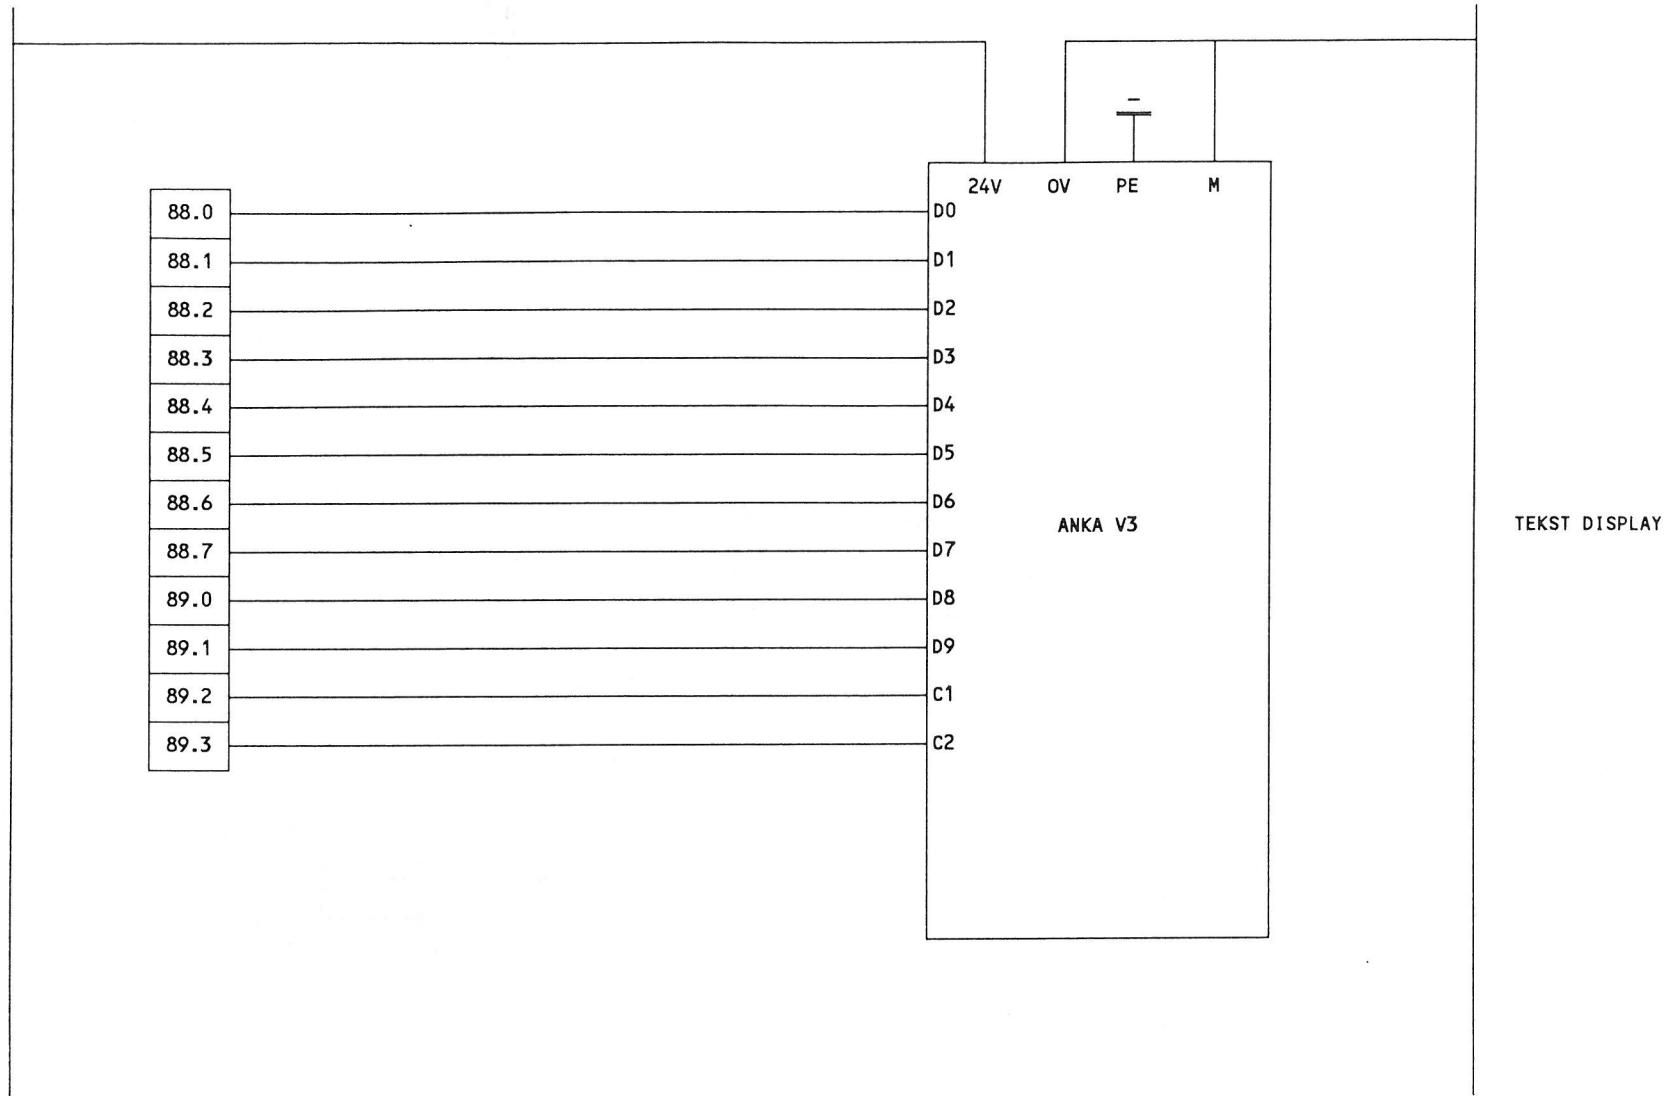 24V OV PE M
88.0 D0
88.1 D1
88.2 D2
88.3 D3
88.4 D4
88.5 D5
88.6 D6
ANKA V3 TEKST DISPLAY
88.7 D7
89.0 D8
89.1 D9
89.2 C1
89.3 C2